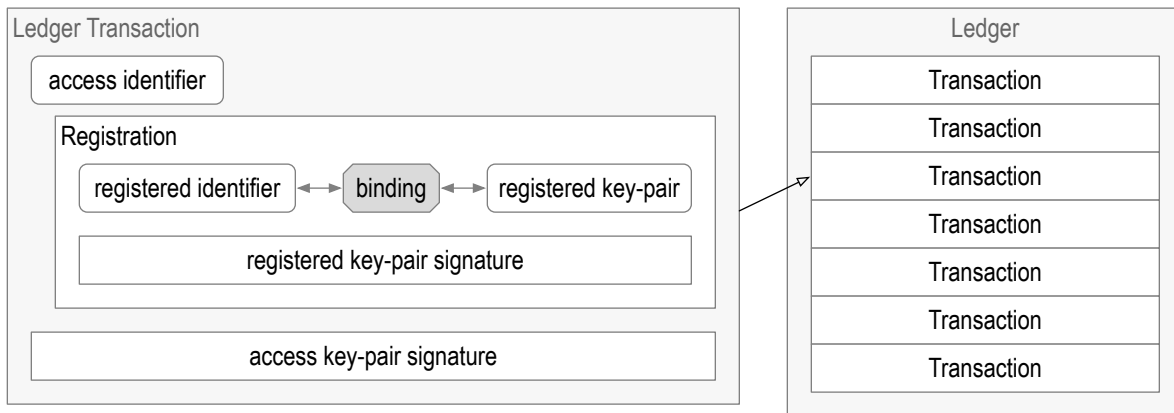 Ledger Transaction
access identifier
Registration
registered identifier
binding
registered key-pair
registered key-pair signature
access key-pair signature
Ledger
Transaction
Transaction
Transaction
Transaction
Transaction
Transaction
Transaction